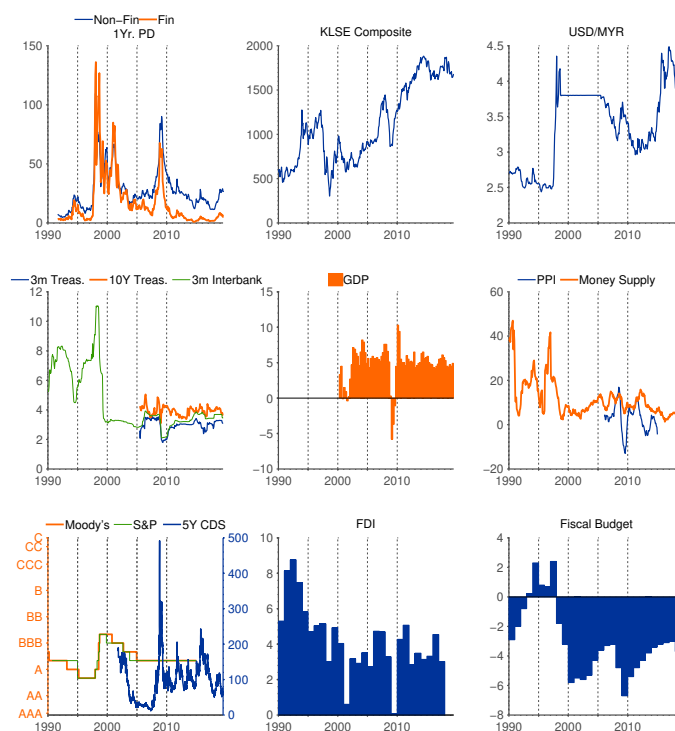 Non-Fin Fin
1Yr. PD
150
100
50
0
1990 2000 2010
KLSE Composite
2000
1500
1000
500
0
1990 2000 2010
USD/MYR
4.5
4
3.5
3
2.5
2
1990 2000 2010
3m Treas. 10Y Treas. 3m Interbank
12
10
8
6
4
2
0
1990 2000 2010
GDP
15
10
5
0
−5
−10
1990 2000 2010
PPI Money Supply
60
40
20
0
−20
1990 2000 2010
Moody's S&P 5Y CDS
C
CC
CCC
B
BB
BBB
A
AA
AAA
500
400
300
200
100
0
1990 2000 2010
FDI
10
8
6
4
2
0
1990 2000 2010
Fiscal Budget
4
2
0
−2
−4
−6
−8
1990 2000 2010